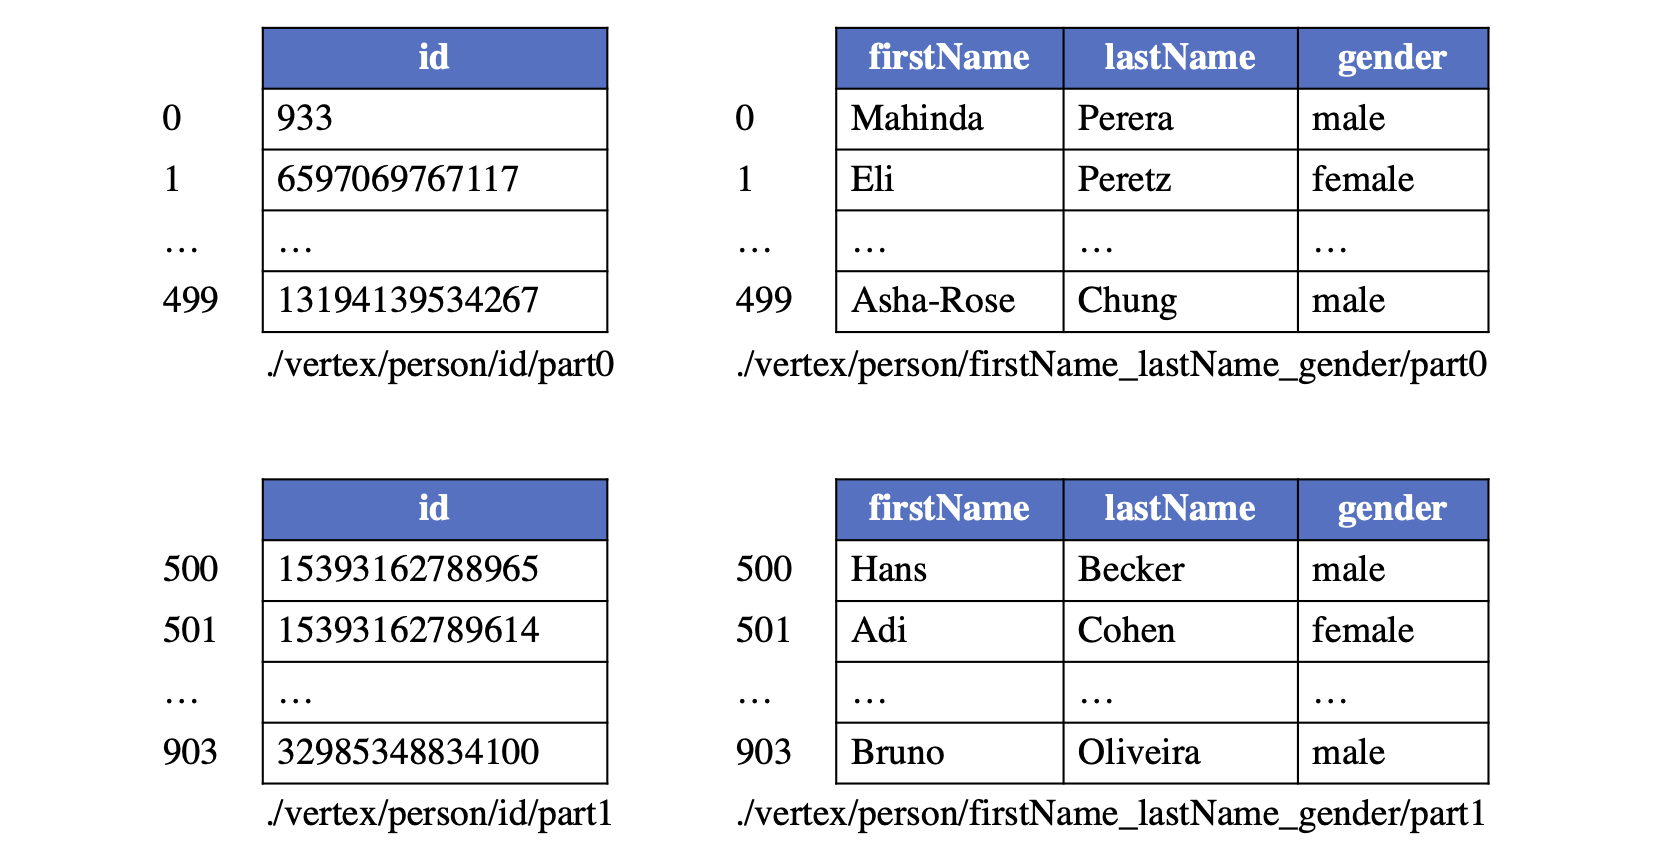 id firstName lastName gender
0 933 0 Mahinda Perera male
1 6597069767117 1 Eli Peretz female
… … … … … …
499 13194139534267 499 Asha-Rose Chung male
./vertex/person/id/part0 ./vertex/person/firstName_lastName_gender/part0
id firstName lastName gender
500 15393162788965 500 Hans Becker male
501 15393162789614 501 Adi Cohen female
… … … … … …
903 32985348834100 903 Bruno Oliveira male
./vertex/person/id/part1 ./vertex/person/firstName_lastName_gender/part1